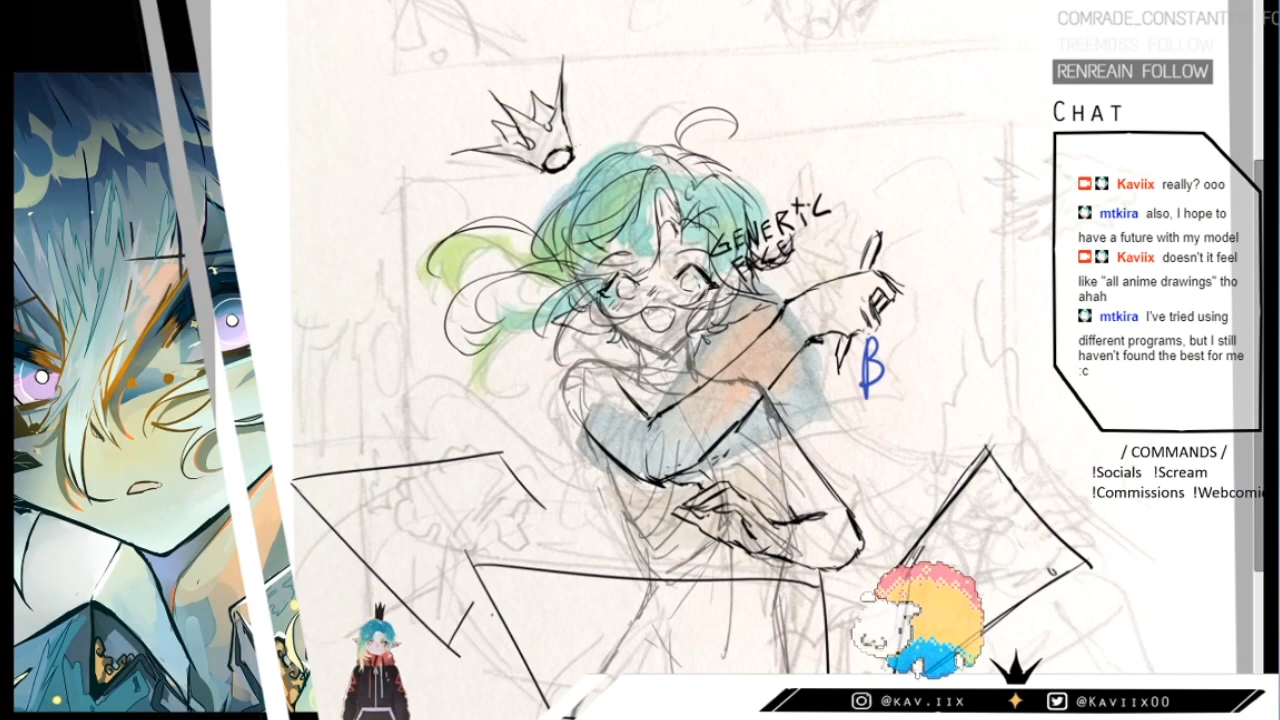 COMRADE_CONSTANT
TREEMOSS FOLLOW
RENREAIN FOLLOW
CHAT
Kaviix really? ooo
mtkira also, I hope to
have a future with my model
Kaviix doesn't it feel
like "all anime drawings" tho
ahah
mtkira I've tried using
different programs, but I still
haven't found the best for me
:c
/ COMMANDS /
!Socials !Scream
!Commissions !Webcomic
GENERIC
B
@KAV.IIX @KAVIIX00